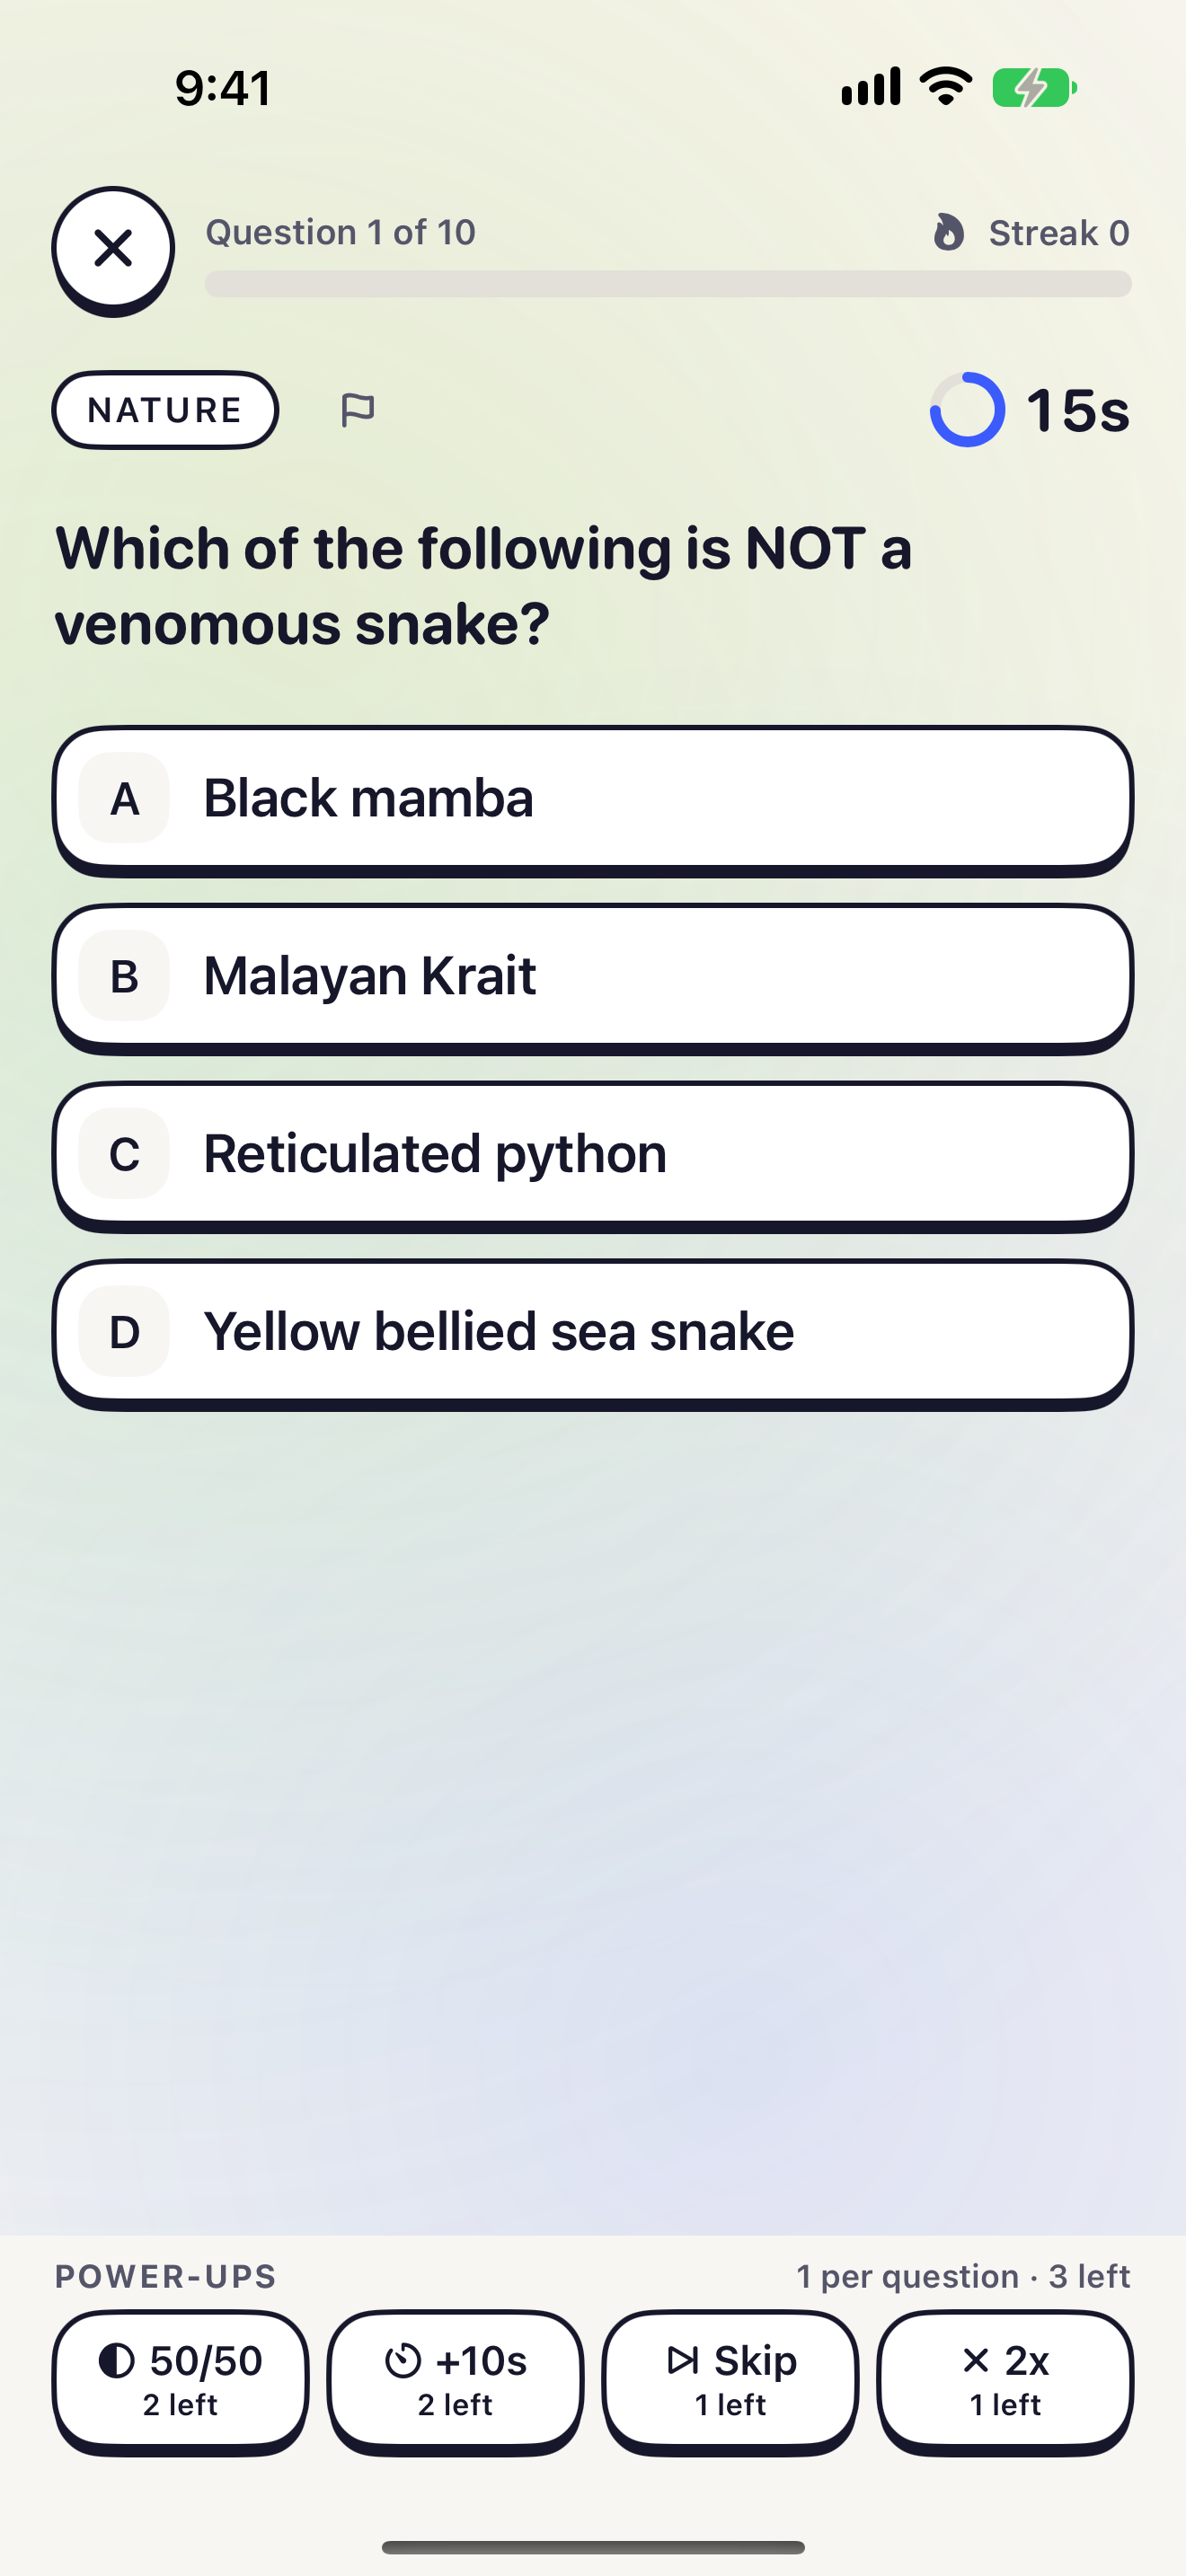 9:41
Question 1 of 10
Streak 0
NATURE
15s
Which of the following is NOT a
venomous snake?
A Black mamba
B Malayan Krait
C Reticulated python
D Yellow bellied sea snake
POWER-UPS
1 per question · 3 left
50/50
2 left
+10s
2 left
Skip
1 left
2x
1 left